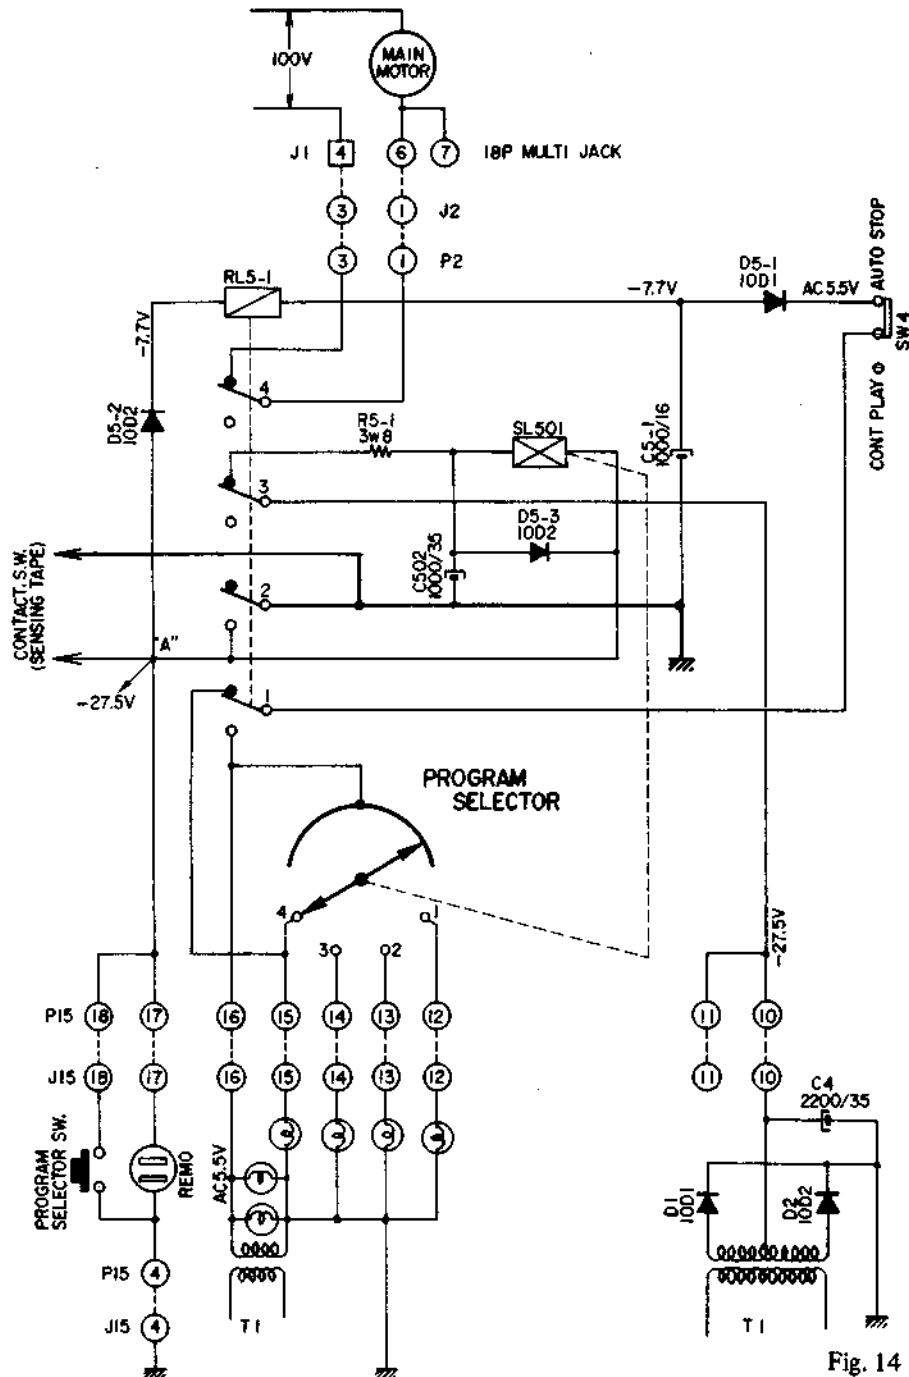 100V
MAIN
MOTOR
J1
4
6
7
18P MULTI JACK
3
1
J2
3
1
P2
RL5-1
-7.7V
D5-1
10D1
AC5.5V
AUTO STOP
SW4
CONT PLAY
-7.7V
D5-2
10D2
4
R5-1
3W8
SL501
C5-1
1000/16
3
D5-3
10D2
C502
1000/35
CONTACT. S.W.
(SENSING TAPE)
2
"A"
-27.5V
1
PROGRAM
SELECTOR
4
1
3
2
-27.5V
P15
18
17
16
15
14
13
12
11
10
J15
18
17
16
15
14
13
12
11
10
C4
2200/35
PROGRAM
SELECTOR SW.
REMO
AC5.5V
D1
10D1
D2
10D2
P15
4
J15
4
T1
T1
Fig. 14